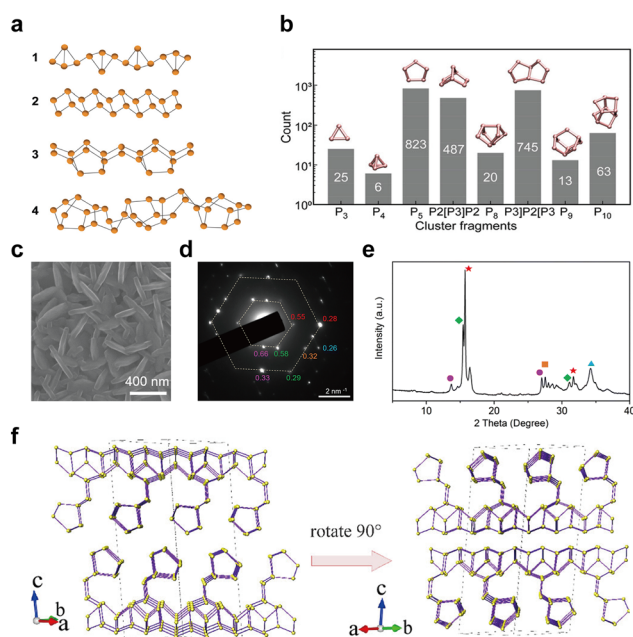 a
1
2
3
4
b
Count
10³
10²
10¹
10⁰
25
6
823
487
20
745
13
63
P₃
P₄
P₅
P2[P3]P2
P₈
P3]P2[P3
P₉
P₁₀
Cluster fragments
c
400 nm
d
0.55
0.28
0.26
0.66
0.58
0.32
0.33
0.29
2 nm⁻¹
e
Intensity (a.u.)
10
20
30
40
2 Theta (Degree)
f
c
b
a
rotate 90°
c
a
b